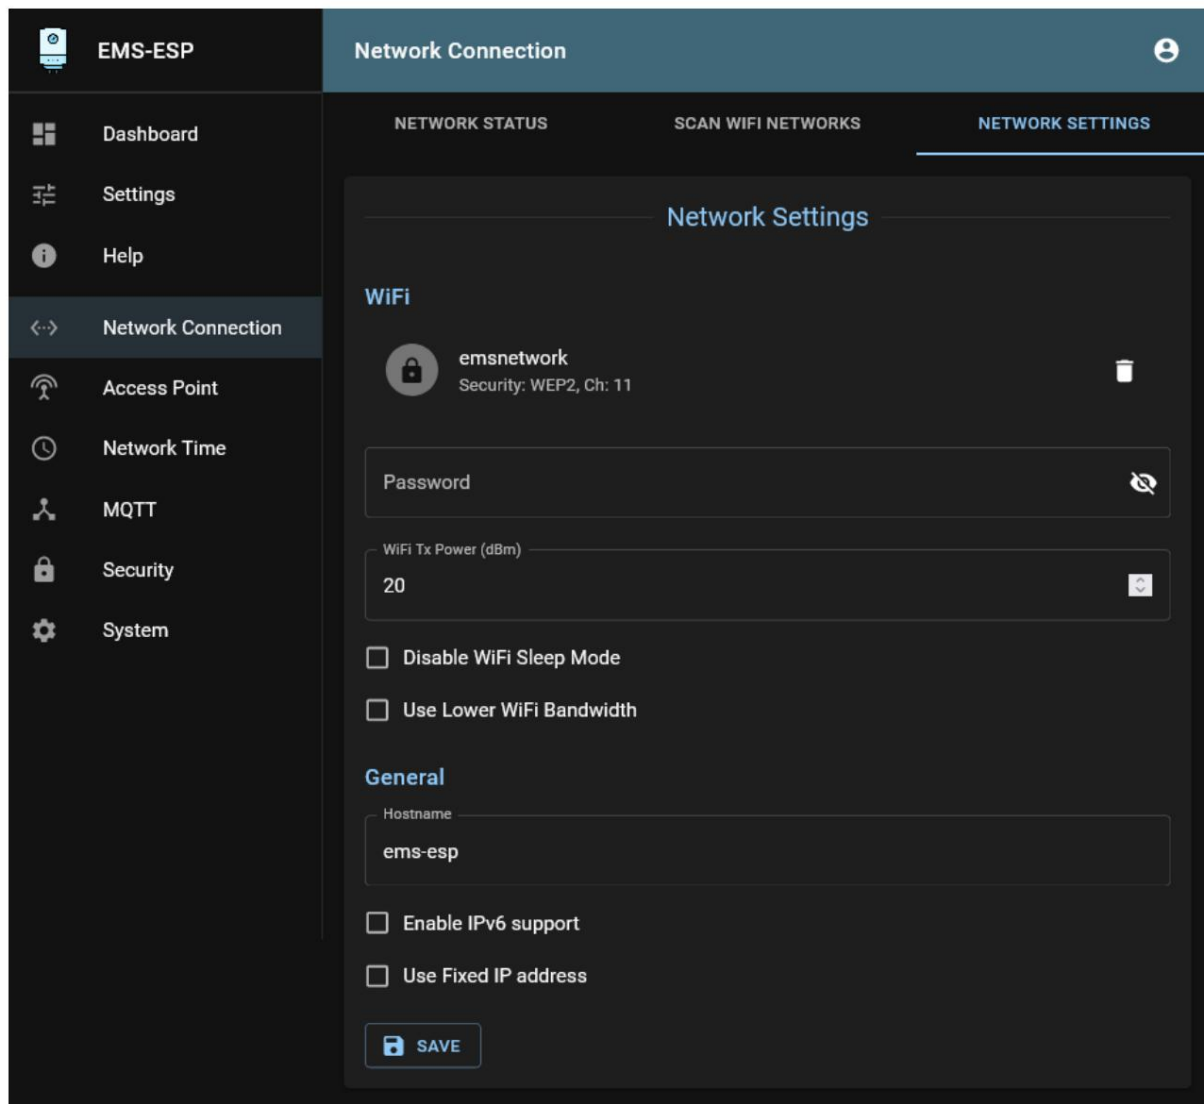 EMS-ESP
Network Connection
Dashboard
Settings
Help
Network Connection
Access Point
Network Time
MQTT
Security
System
NETWORK STATUS
SCAN WIFI NETWORKS
NETWORK SETTINGS
Network Settings
WiFi
emsnetwork
Security: WEP2, Ch: 11
Password
WiFi Tx Power (dBm)
20
Disable WiFi Sleep Mode
Use Lower WiFi Bandwidth
General
Hostname
ems-esp
Enable IPv6 support
Use Fixed IP address
SAVE